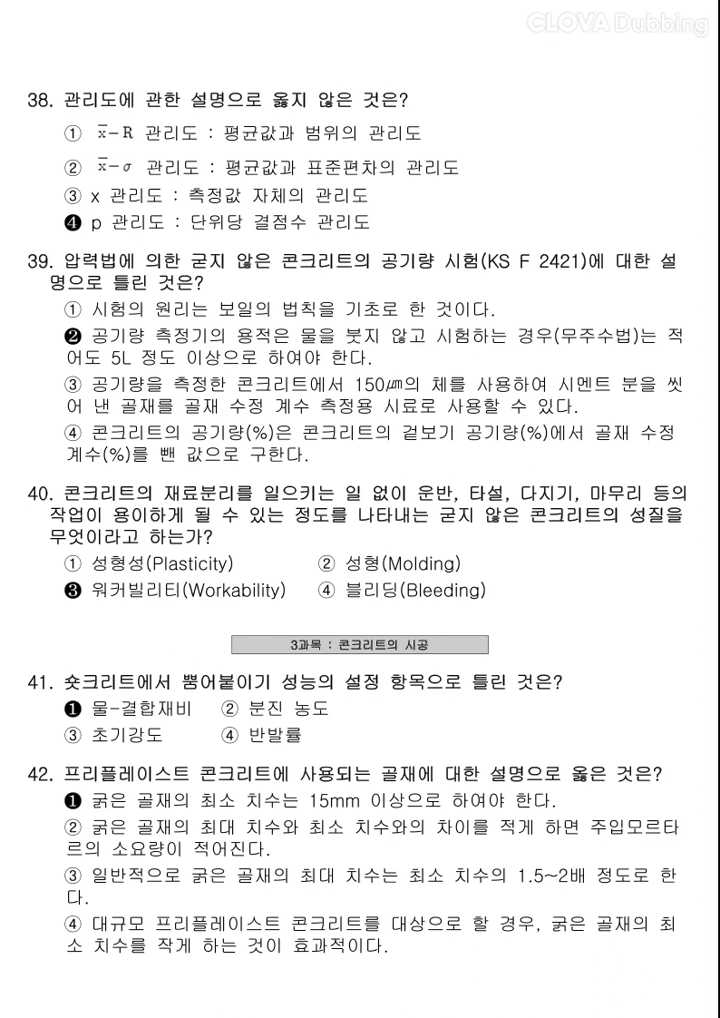 CLOVA Dubbing
38. 관리도에 관한 설명으로 옳지 않은 것은?
① x̅-R 관리도 : 평균값과 범위의 관리도
② x̅-σ 관리도 : 평균값과 표준편차의 관리도
③ x 관리도 : 측정값 자체의 관리도
❹ p 관리도 : 단위당 결점수 관리도
39. 압력법에 의한 굳지 않은 콘크리트의 공기량 시험(KS F 2421)에 대한 설
명으로 틀린 것은?
① 시험의 원리는 보일의 법칙을 기초로 한 것이다.
❷ 공기량 측정기의 용적은 물을 붓지 않고 시험하는 경우(무주수법)는 적
어도 5L 정도 이상으로 하여야 한다.
③ 공기량을 측정한 콘크리트에서 150㎛의 체를 사용하여 시멘트 분을 씻
어 낸 골재를 골재 수정 계수 측정용 시료로 사용할 수 있다.
④ 콘크리트의 공기량(%)은 콘크리트의 겉보기 공기량(%)에서 골재 수정
계수(%)를 뺀 값으로 구한다.
40. 콘크리트의 재료분리를 일으키는 일 없이 운반, 타설, 다지기, 마무리 등의
작업이 용이하게 될 수 있는 정도를 나타내는 굳지 않은 콘크리트의 성질을
무엇이라고 하는가?
① 성형성(Plasticity) ② 성형(Molding)
❸ 워커빌리티(Workability) ④ 블리딩(Bleeding)
3과목 : 콘크리트의 시공
41. 숏크리트에서 뿜어붙이기 성능의 설정 항목으로 틀린 것은?
❶ 물-결합재비 ② 분진 농도
③ 초기강도 ④ 반발률
42. 프리플레이스트 콘크리트에 사용되는 골재에 대한 설명으로 옳은 것은?
❶ 굵은 골재의 최소 치수는 15mm 이상으로 하여야 한다.
② 굵은 골재의 최대 치수와 최소 치수와의 차이를 적게 하면 주입모르타
르의 소요량이 적어진다.
③ 일반적으로 굵은 골재의 최대 치수는 최소 치수의 1.5~2배 정도로 한
다.
④ 대규모 프리플레이스트 콘크리트를 대상으로 할 경우, 굵은 골재의 최
소 치수를 작게 하는 것이 효과적이다.